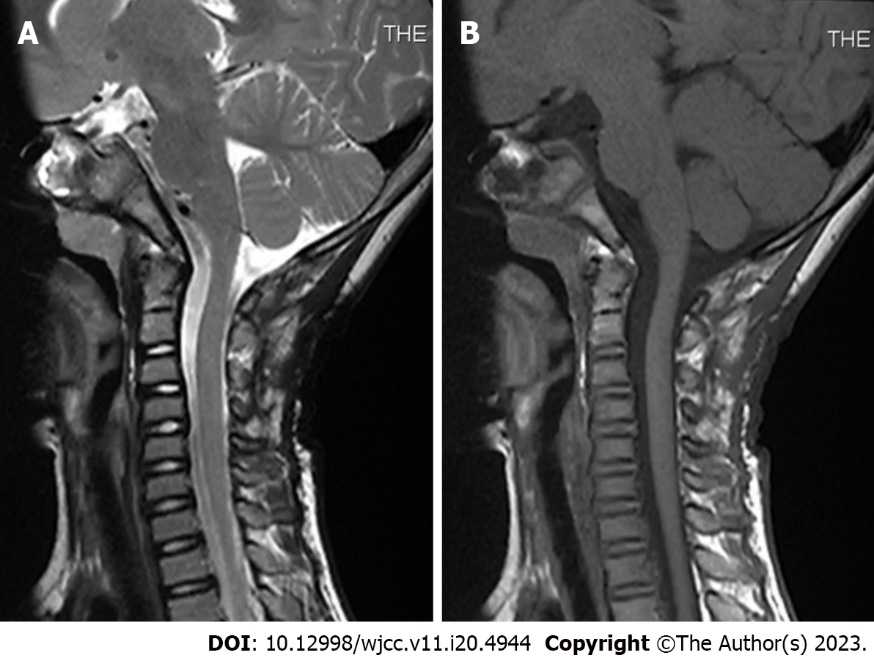 A
THE
B
THE
DOI: 10.12998/wjcc.v11.i20.4944 Copyright ©The Author(s) 2023.